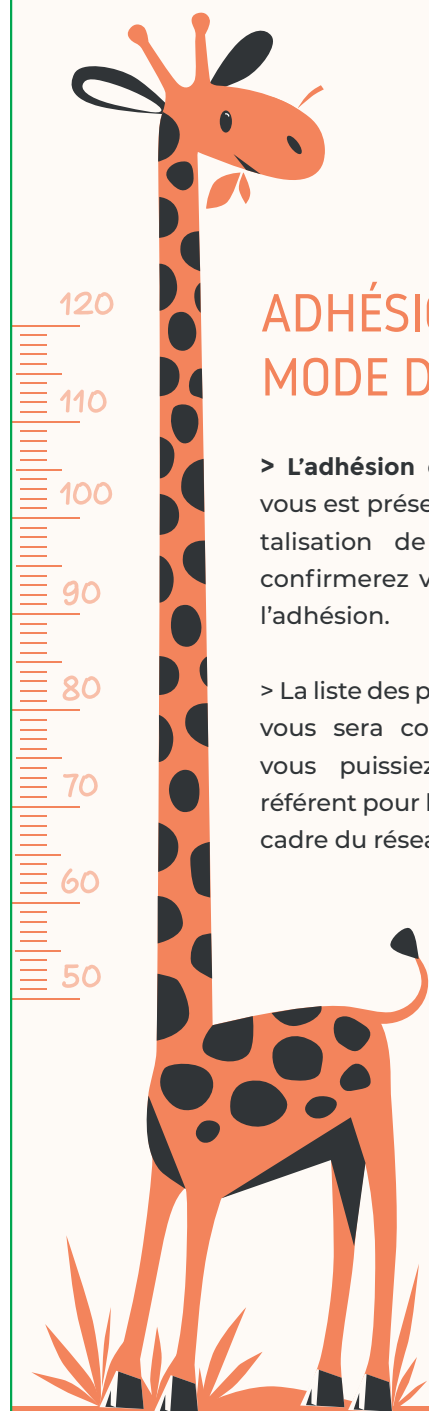 120
110
100
90
80
70
60
50
ADHÉSIO
MODE D
> L’adhésion
vous est prése
talisation de
confirmerez v
l’adhésion.
> La liste des p
vous sera co
vous puissiez
référent pour l
cadre du résea